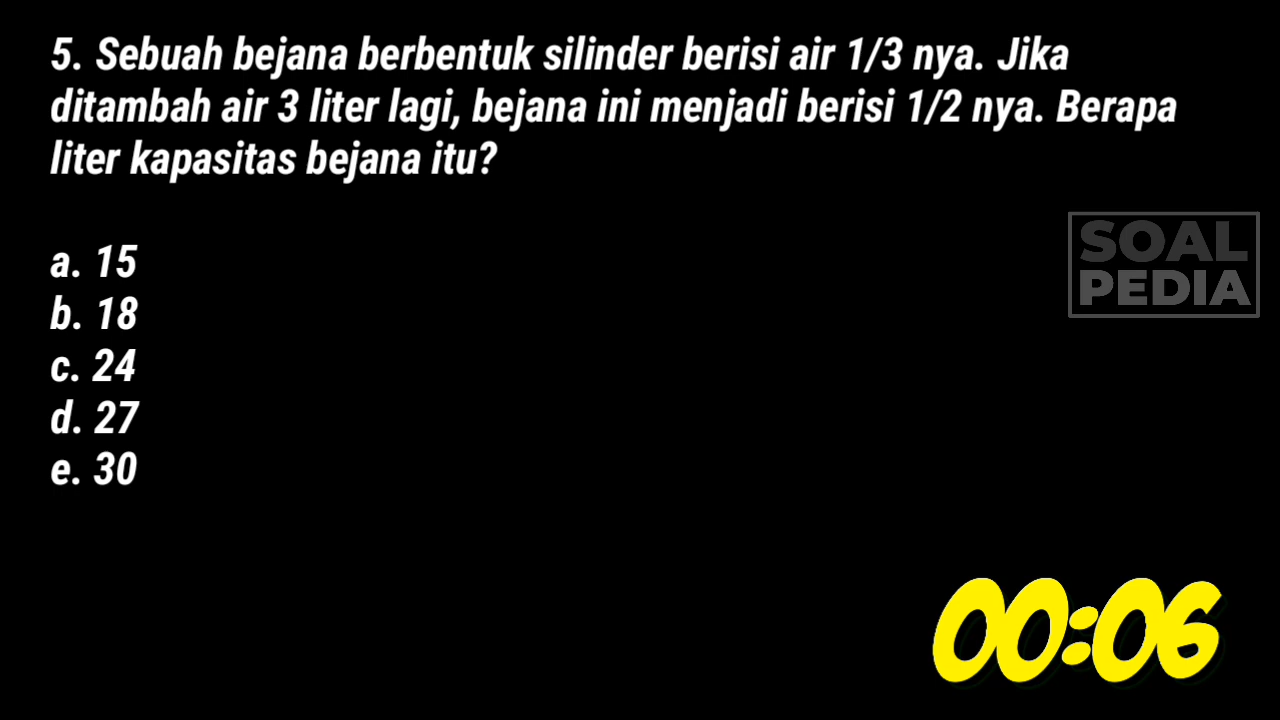 5. Sebuah bejana berbentuk silinder berisi air 1/3 nya. Jika
ditambah air 3 liter lagi, bejana ini menjadi berisi 1/2 nya. Berapa
liter kapasitas bejana itu?
a. 15
b. 18
c. 24
d. 27
e. 30
SOAL
PEDIA
00:06